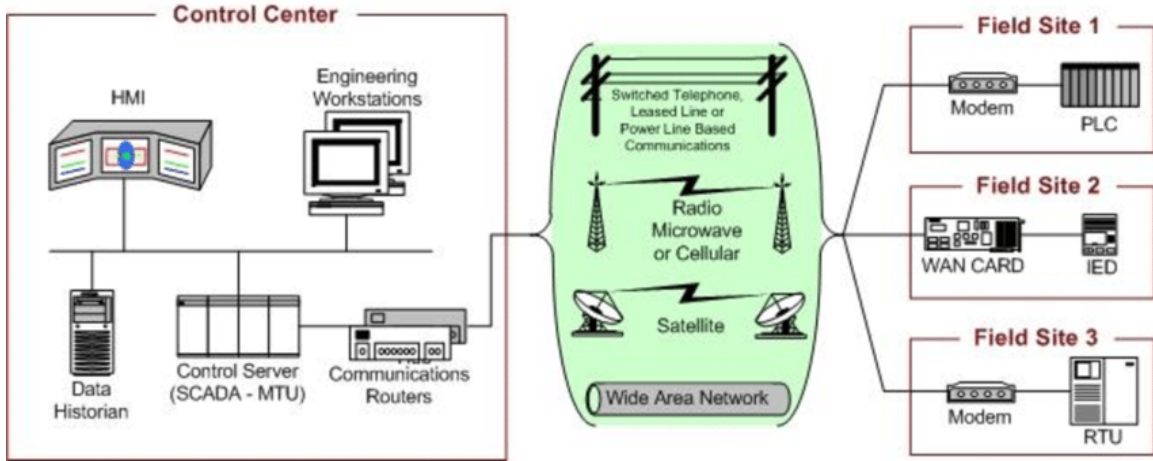 Control Center
HMI
Engineering
Workstations
Data
Historian
Control Server
(SCADA - MTU)
Communications
Routers
Switched Telephone,
Leased Line or
Power Line Based
Communications
Radio
Microwave
or Cellular
Satellite
Wide Area Network
Field Site 1
Modem
PLC
Field Site 2
WAN CARD
IED
Field Site 3
Modem
RTU